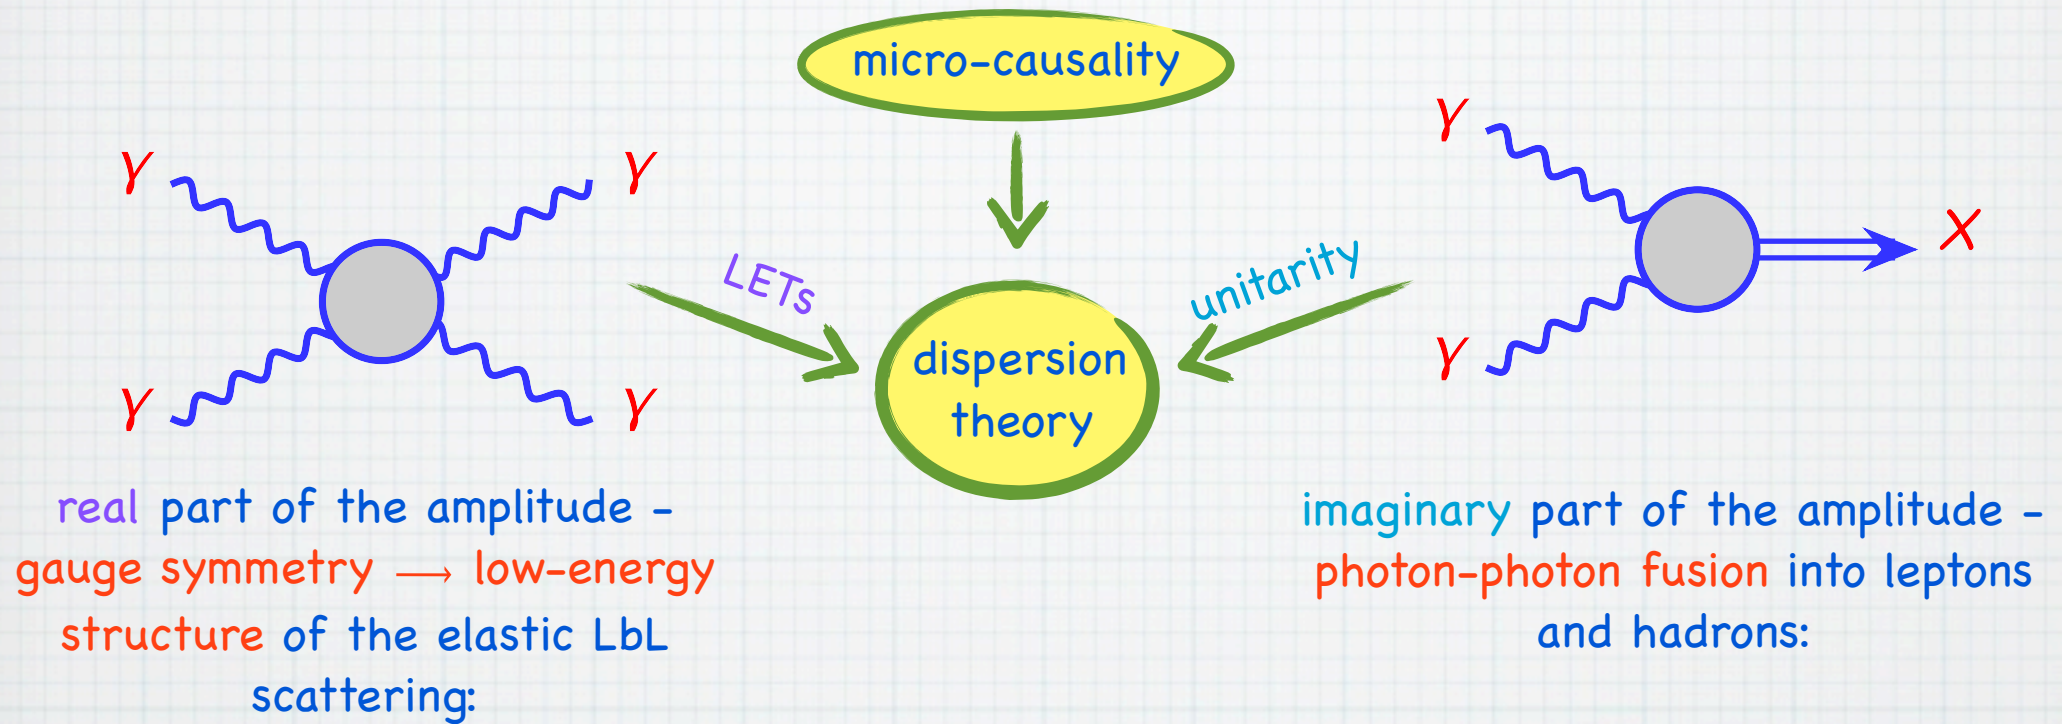 micro-causality
γ
γ
γ
γ
LETs
dispersion
theory
unitarity
γ
γ
X
real part of the amplitude -
gauge symmetry ⟶ low-energy
structure of the elastic LbL
scattering:
imaginary part of the amplitude -
photon-photon fusion into leptons
and hadrons: